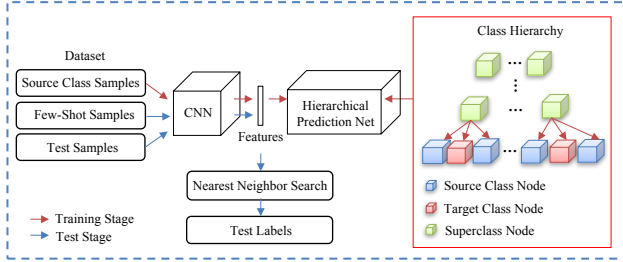 Dataset
Source Class Samples
Few-Shot Samples
Test Samples
CNN
Features
Hierarchical
Prediction Net
Nearest Neighbor Search
Test Labels
Training Stage
Test Stage
Class Hierarchy
...
...
...
...
Source Class Node
Target Class Node
Superclass Node